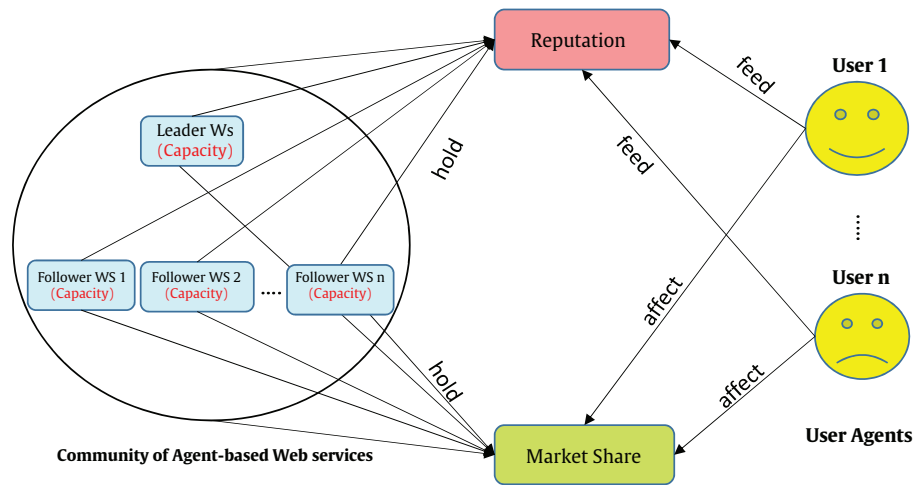 Reputation
User 1
feed
Leader Ws
(Capacity)
hold
feed
Follower WS 1
(Capacity)
Follower WS 2
(Capacity)
....
Follower WS n
(Capacity)
.....
User n
affect
hold
affect
Market Share
User Agents
Community of Agent-based Web services